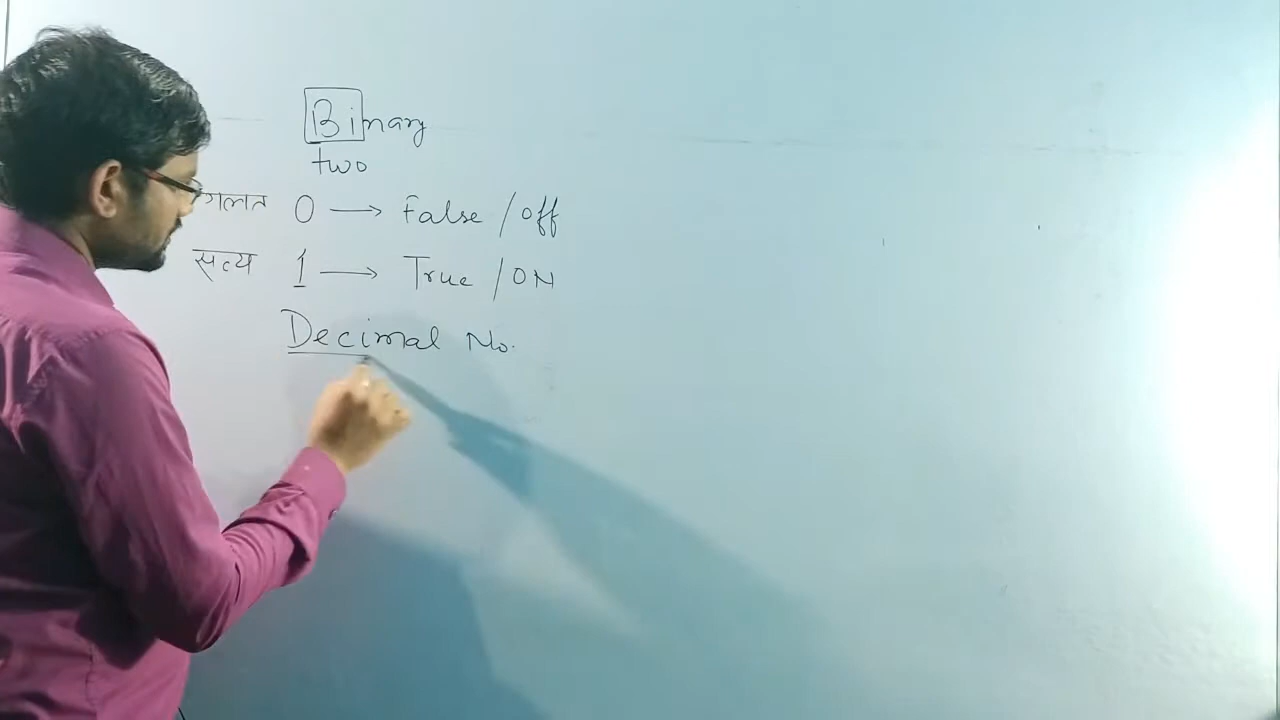 Binary
two
गलत 0 → False / Off
सत्य 1 → True / ON
Decimal No.